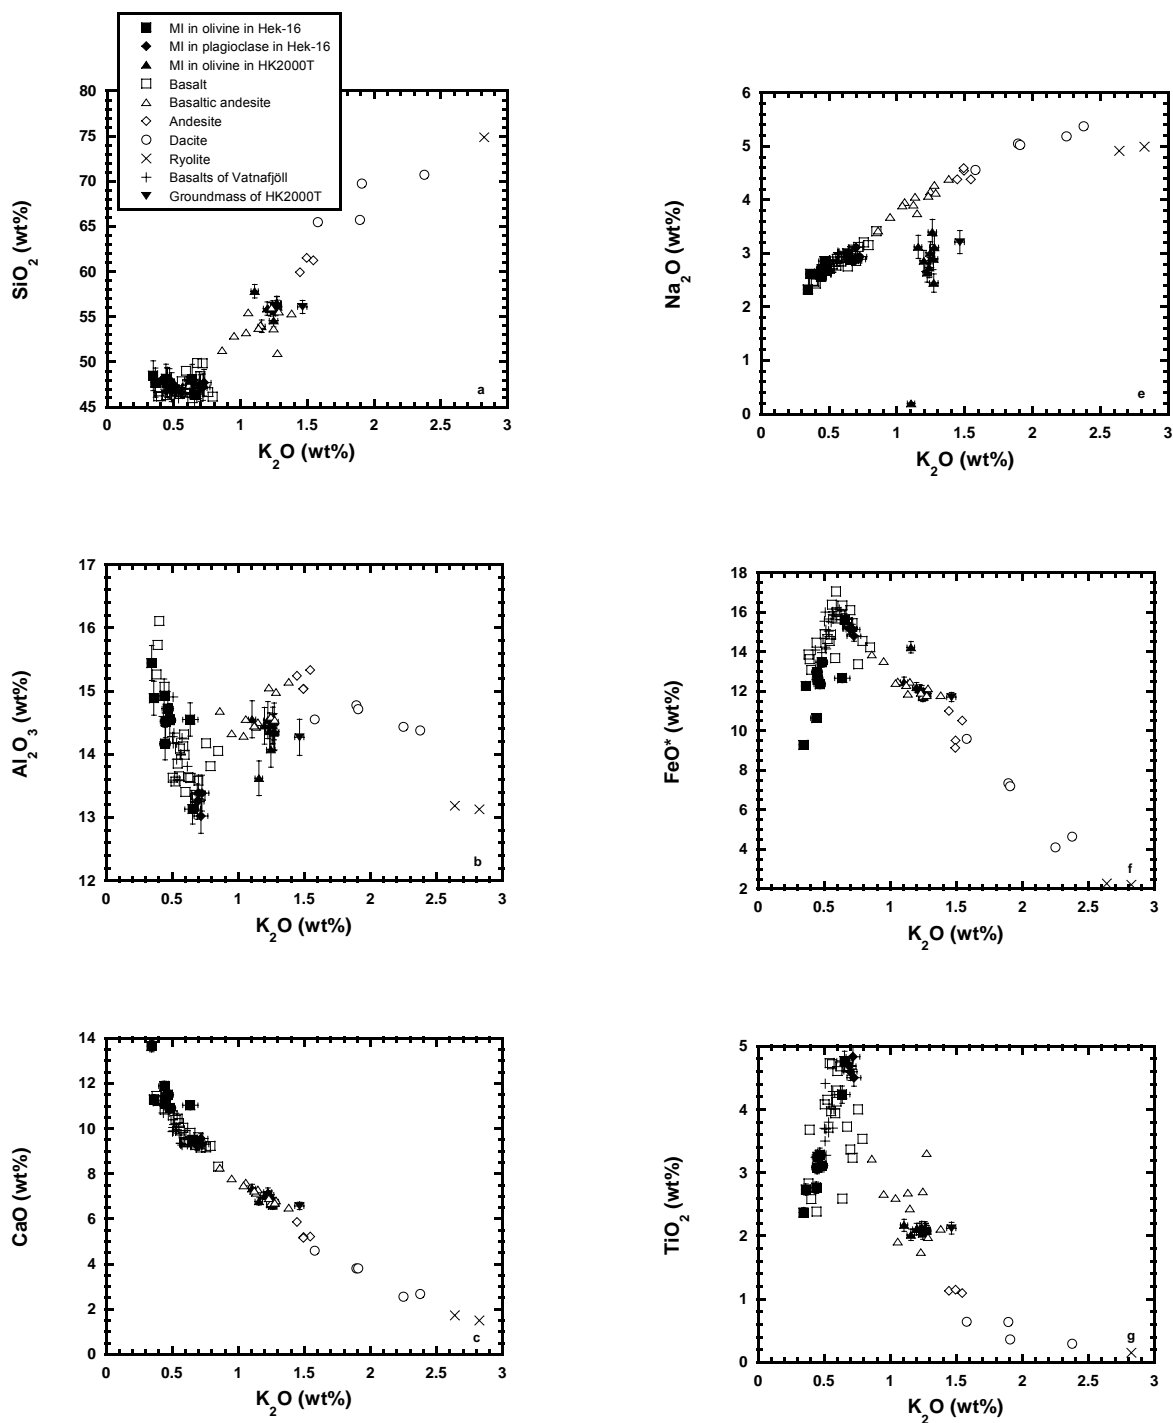 MI in olivine in Hek-16
MI in plagioclase in Hek-16
MI in olivine in HK2000T
Basalt
Basaltic andesite
Andesite
Dacite
Ryolite
Basalts of Vatnafjöll
Groundmass of HK2000T
80
75
70
65
60
55
50
45
SiO2 (wt%)
a
0 0.5 1 1.5 2 2.5 3
K2O (wt%)
6
5
4
3
2
1
0
Na2O (wt%)
e
0 0.5 1 1.5 2 2.5 3
K2O (wt%)
17
16
15
14
13
12
Al2O3 (wt%)
b
0 0.5 1 1.5 2 2.5 3
K2O (wt%)
18
16
14
12
10
8
6
4
2
FeO* (wt%)
f
0 0.5 1 1.5 2 2.5 3
K2O (wt%)
14
12
10
8
6
4
2
0
CaO (wt%)
c
0 0.5 1 1.5 2 2.5 3
K2O (wt%)
5
4
3
2
1
0
TiO2 (wt%)
g
0 0.5 1 1.5 2 2.5 3
K2O (wt%)